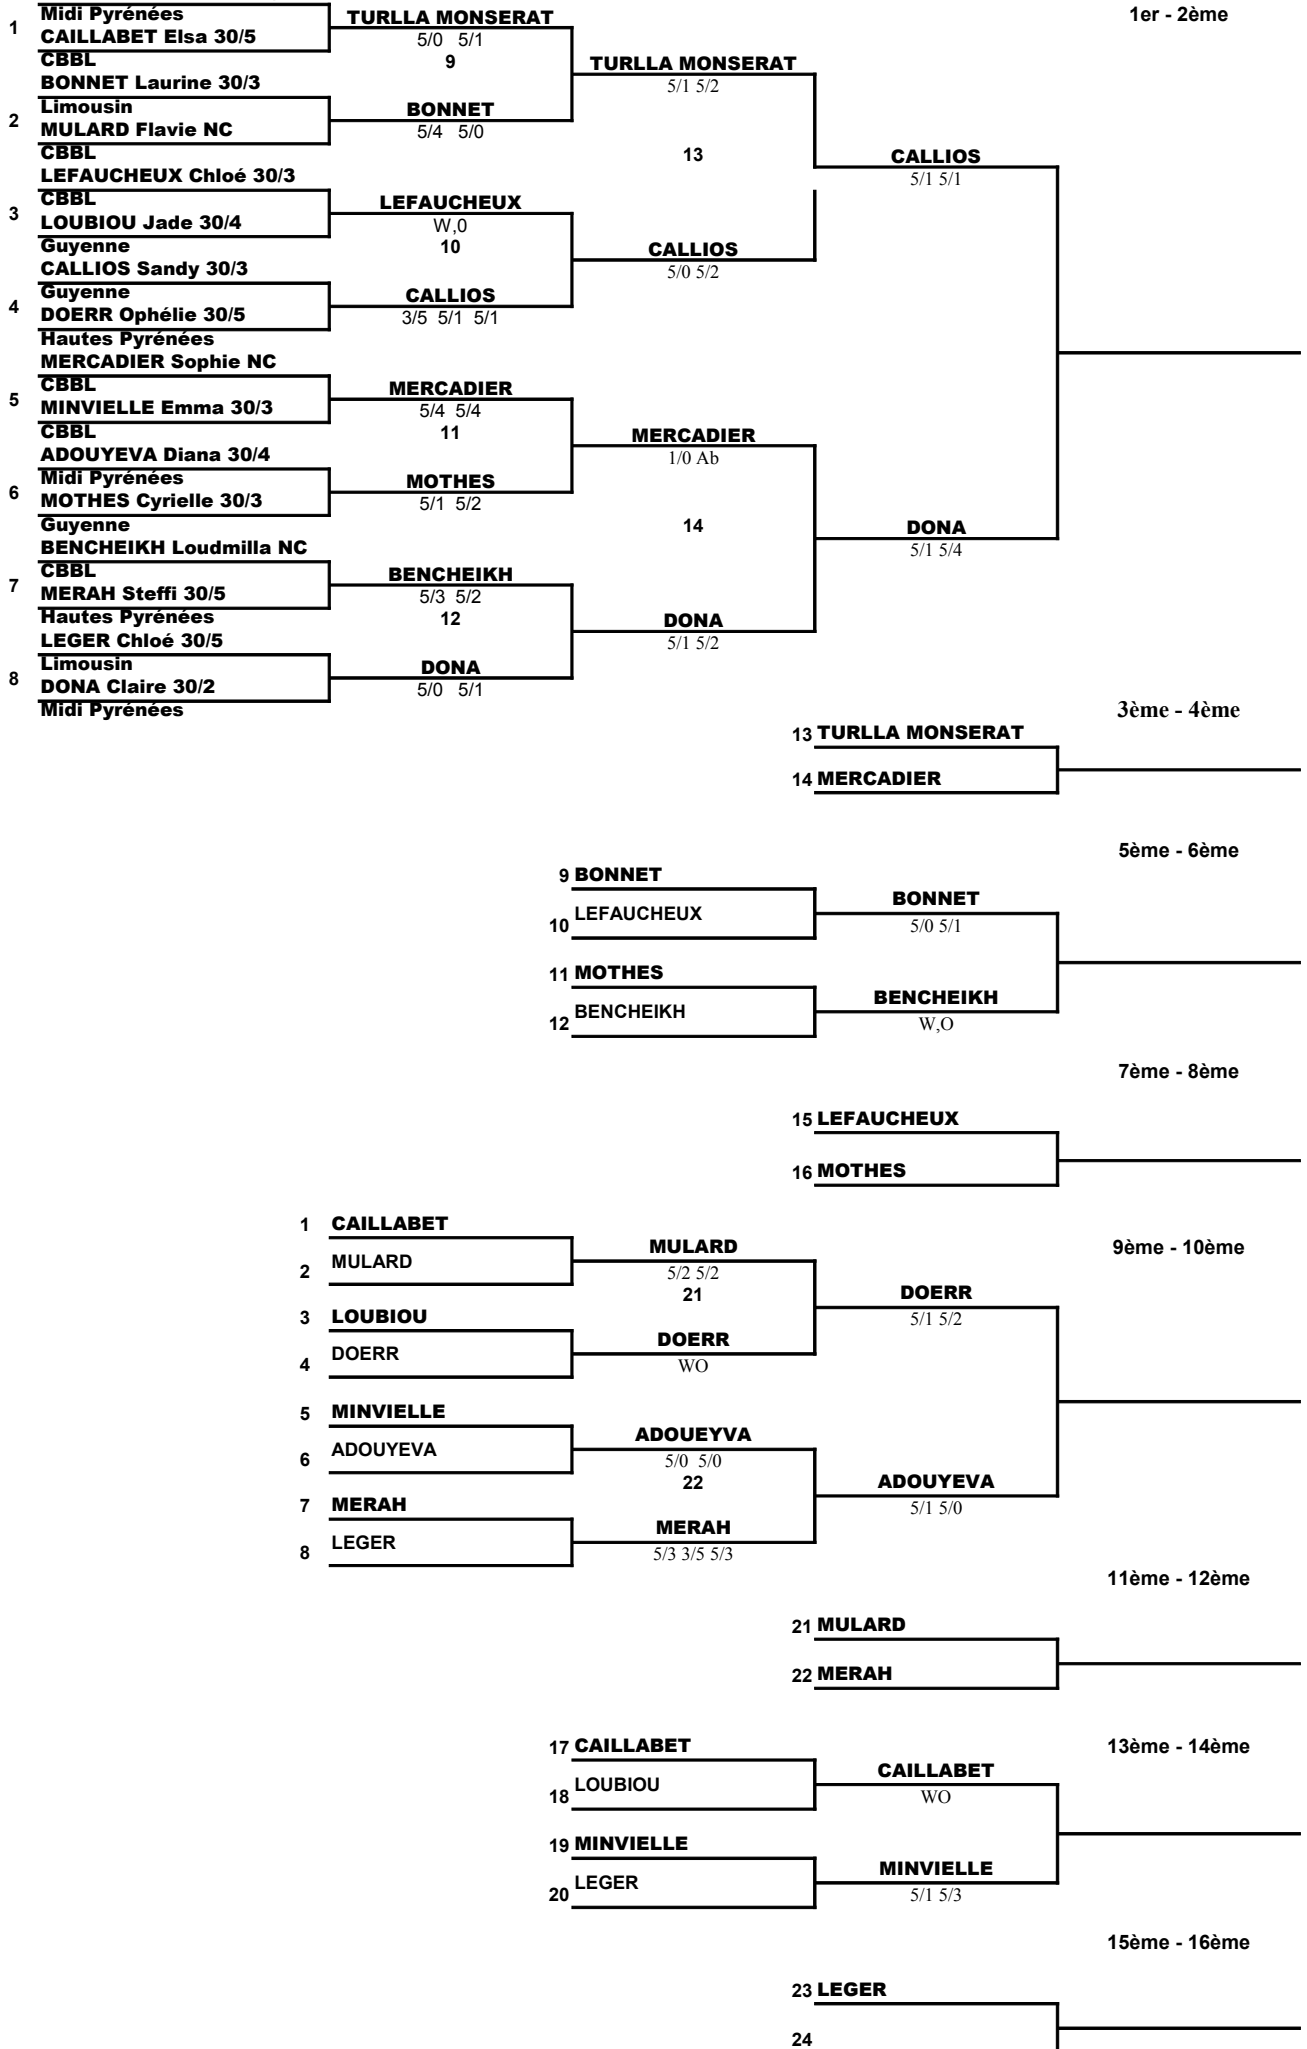 1er - 2ème
Midi Pyrénées
TURLLA MONSERAT
1
CAILLABET Elsa 30/5
5/0 5/1
CBBL
9
TURLLA MONSERAT
BONNET Laurine 30/3
5/1 5/2
Limousin
BONNET
2
MULARD Flavie NC
5/4 5/0
CBBL
13
CALLIOS
LEFAUCHEUX Chloé 30/3
5/1 5/1
CBBL
LEFAUCHEUX
3
LOUBIOU Jade 30/4
W,0
Guyenne
10
CALLIOS
CALLIOS Sandy 30/3
5/0 5/2
Guyenne
CALLIOS
4
DOERR Ophélie 30/5
3/5 5/1 5/1
Hautes Pyrénées
MERCADIER Sophie NC
CBBL
MERCADIER
5
MINVIELLE Emma 30/3
5/4 5/4
CBBL
11
MERCADIER
ADOUYEVA Diana 30/4
1/0 Ab
Midi Pyrénées
MOTHES
6
MOTHES Cyrielle 30/3
5/1 5/2
Guyenne
14
DONA
BENCHEIKH Loudmilla NC
5/1 5/4
CBBL
BENCHEIKH
7
MERAH Steffi 30/5
5/3 5/2
Hautes Pyrénées
12
DONA
LEGER Chloé 30/5
5/1 5/2
Limousin
DONA
8
DONA Claire 30/2
5/0 5/1
Midi Pyrénées
3ème - 4ème
13 TURLLA MONSERAT
14 MERCADIER
5ème - 6ème
9 BONNET
BONNET
10 LEFAUCHEUX
5/0 5/1
11 MOTHES
BENCHEIKH
12 BENCHEIKH
W,O
7ème - 8ème
15 LEFAUCHEUX
16 MOTHES
1 CAILLABET
9ème - 10ème
MULARD
2 MULARD
5/2 5/2
21
DOERR
3 LOUBIOU
5/1 5/2
DOERR
4 DOERR
WO
5 MINVIELLE
ADOUEYVA
6 ADOUYEVA
5/0 5/0
22
ADOUYEVA
7 MERAH
5/1 5/0
MERAH
8 LEGER
5/3 3/5 5/3
11ème - 12ème
21 MULARD
22 MERAH
17 CAILLABET
13ème - 14ème
CAILLABET
18 LOUBIOU
WO
19 MINVIELLE
MINVIELLE
20 LEGER
5/1 5/3
15ème - 16ème
23 LEGER
24